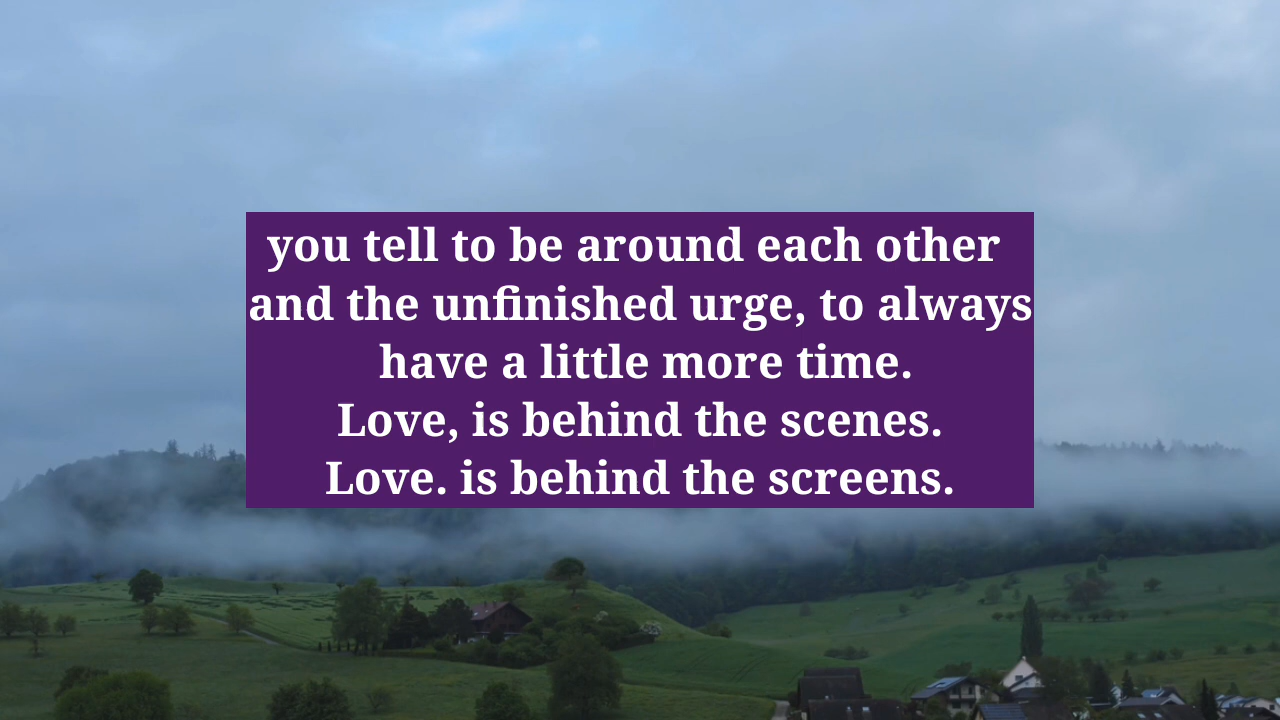 you tell to be around each other
and the unfinished urge, to always
have a little more time.
Love, is behind the scenes.
Love. is behind the screens.